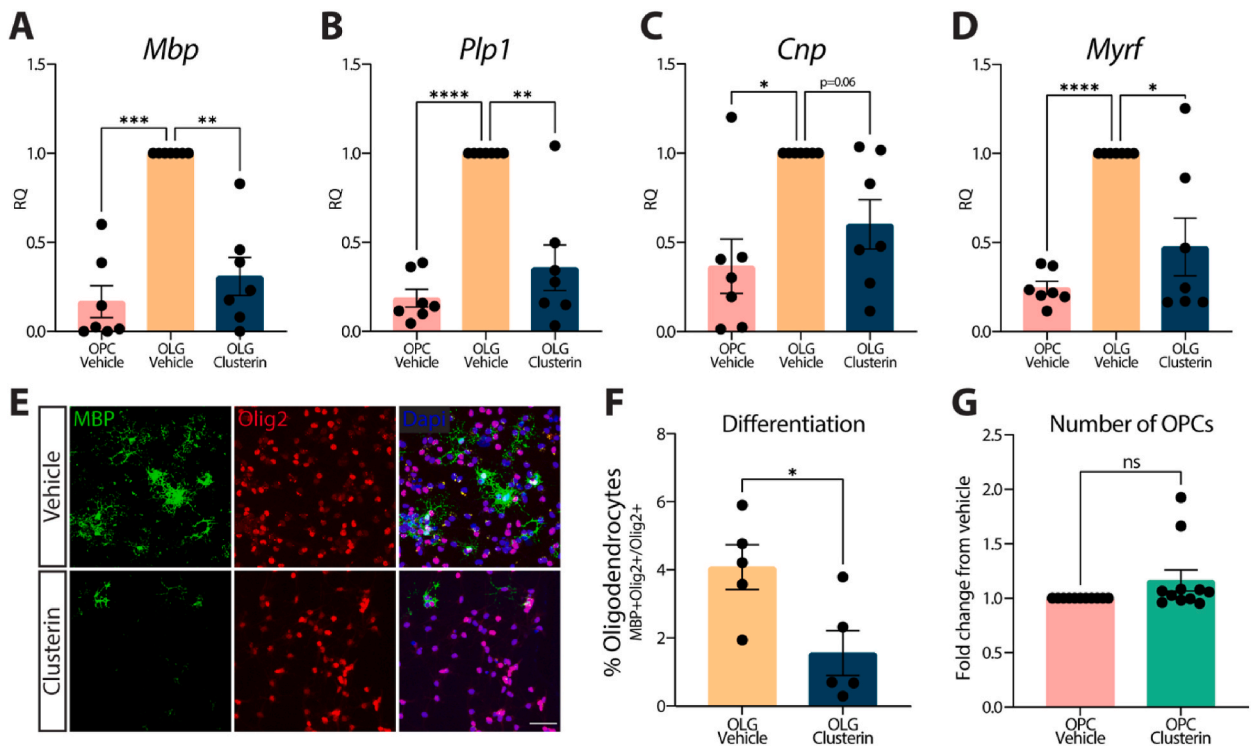 A
Mbp
RQ
1.5
1.0
0.5
0.0
***
**
OPC Vehicle
OLG Vehicle
OLG Clusterin
B
Plp1
RQ
1.5
1.0
0.5
0.0
****
**
OPC Vehicle
OLG Vehicle
OLG Clusterin
C
Cnp
RQ
1.5
1.0
0.5
0.0
*
p=0.06
OPC Vehicle
OLG Vehicle
OLG Clusterin
D
Myrf
RQ
1.5
1.0
0.5
0.0
****
*
OPC Vehicle
OLG Vehicle
OLG Clusterin
E
MBP
Olig2
Dapi
Vehicle
Clusterin
F
Differentiation
% Oligodendrocytes
MBP+Olig2+/Olig2+
8
6
4
2
0
*
OLG Vehicle
OLG Clusterin
G
Number of OPCs
Fold change from vehicle
2.5
2.0
1.5
1.0
0.5
0.0
ns
OPC Vehicle
OPC Clusterin